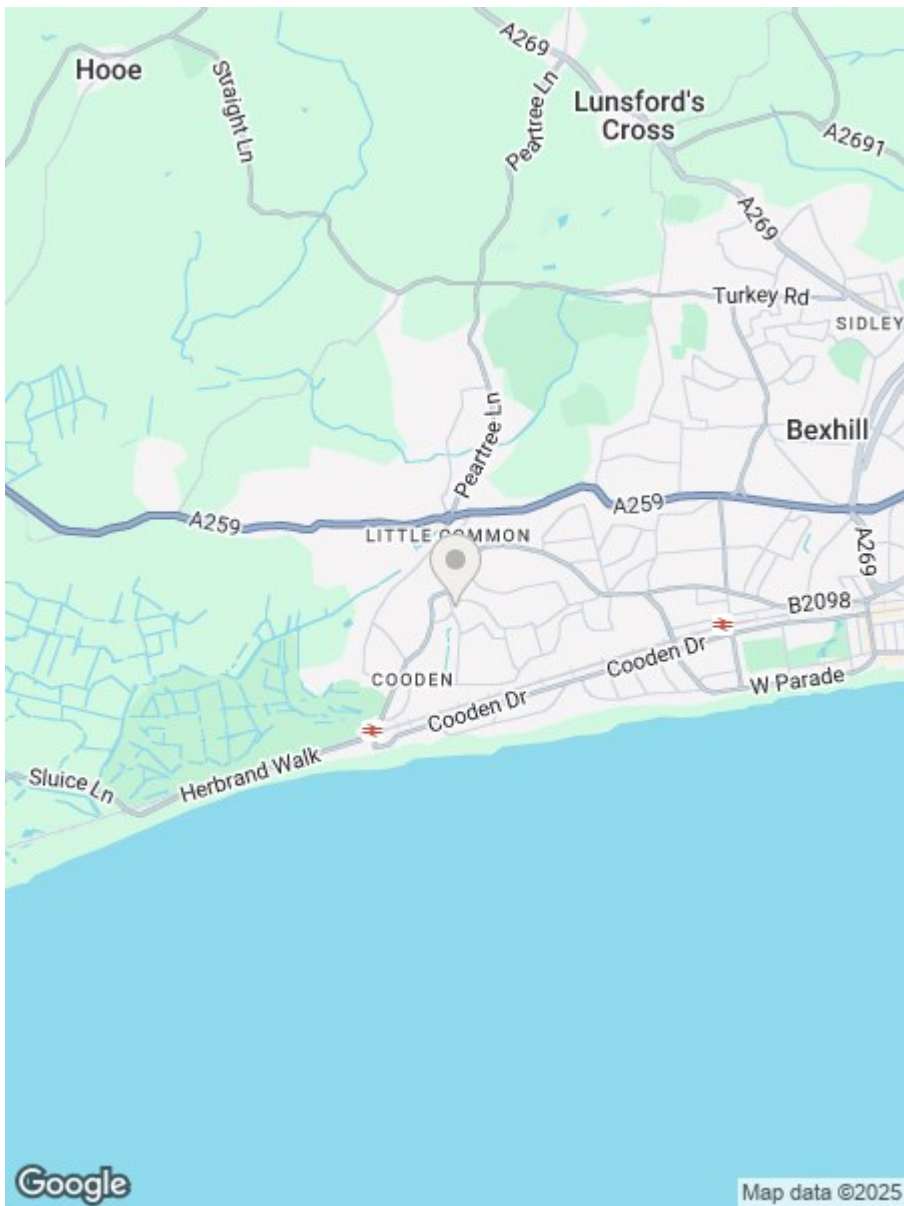 A269
Hooe
Straight Ln
Peartree Ln
Lunsford's
Cross
A2691
A269
Turkey Rd
SIDLEY
Peartree Ln
Bexhill
A259
A259
LITTLE COMMON
A269
B2098
Cooden Dr
COODEN
W Parade
Cooden Dr
Herbrand Walk
Sluice Ln
Google
Map data ©2025